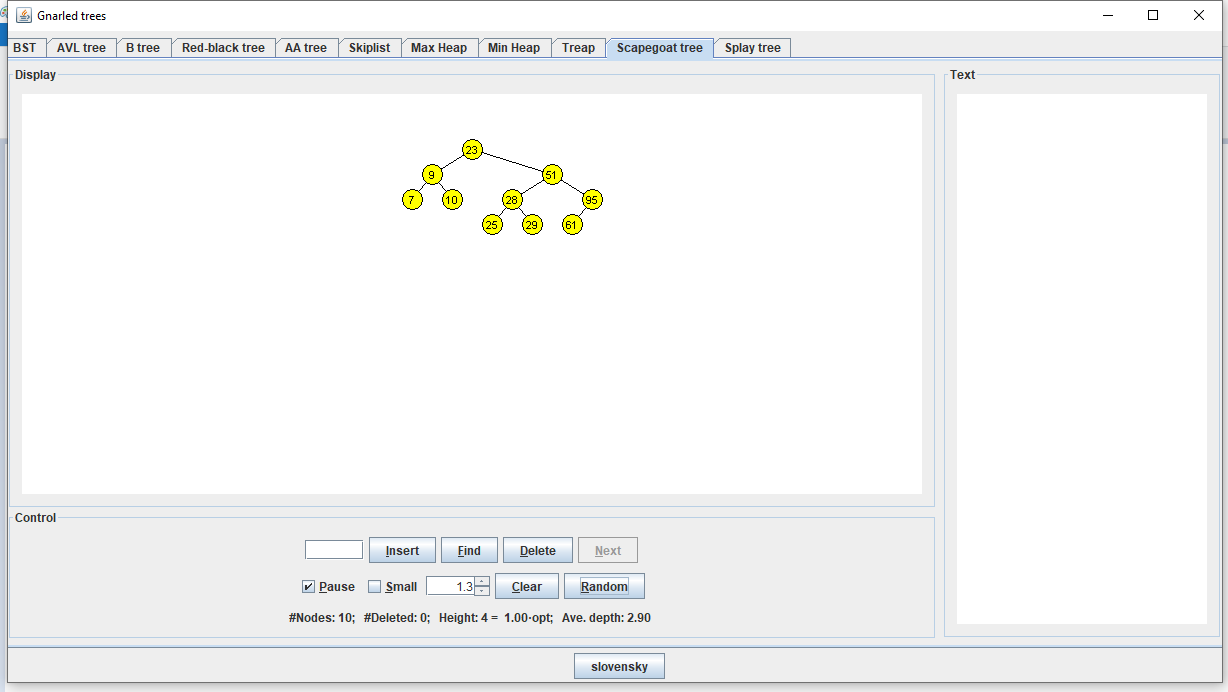 Gnarled trees
BST AVL tree B tree Red-black tree AA tree Skiplist Max Heap Min Heap Treap Scapegoat tree Splay tree
Display
Text
23
9 51
7 10 28 95
25 29 61
Control
Insert Find Delete Next
Pause Small 1.3 Clear Random
#Nodes: 10; #Deleted: 0; Height: 4 = 1.00·opt; Ave. depth: 2.90
slovensky